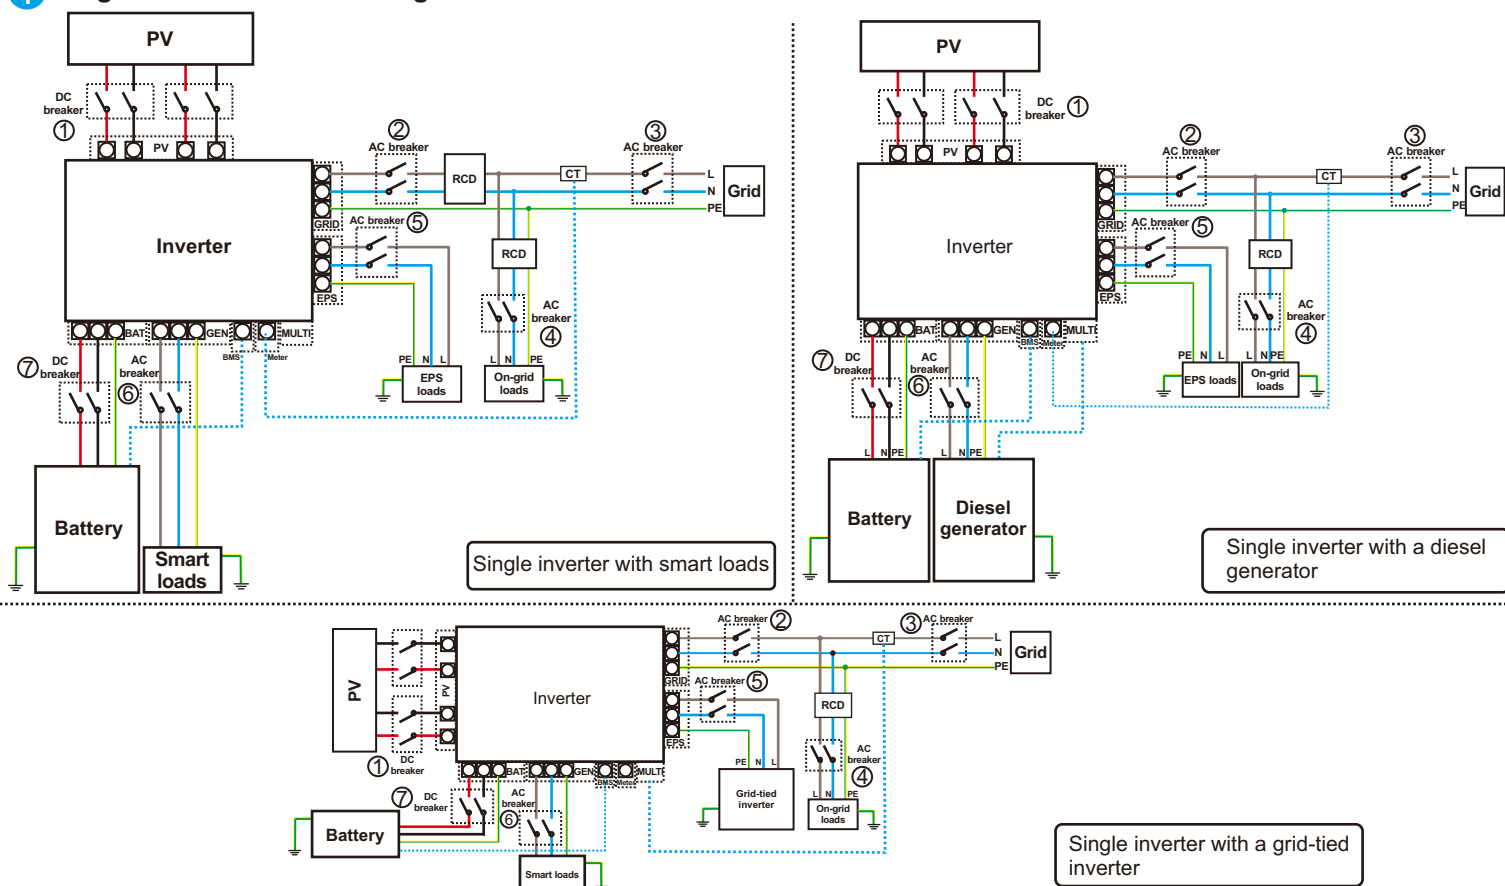 PV
DC
breaker
①
PV
②
AC breaker
RCD
CT
③
AC breaker
L
N
PE
Grid
GRID
Inverter
AC breaker
⑤
EPS
RCD
AC
breaker
④
BAT
GEN
BMS
Meter
MULTI
⑦
DC
breaker
AC
breaker
⑥
PE N L
EPS
loads
L N PE
On-grid
loads
Battery
Smart
loads
Single inverter with smart loads
PV
DC
breaker
①
PV
②
AC breaker
CT
③
AC breaker
L
N
PE
Grid
GRID
Inverter
AC breaker
⑤
EPS
RCD
AC
breaker
④
BAT
GEN
BMS
Meter
MULTI
⑦
DC
breaker
AC
breaker
⑥
PE N L
EPS loads
L N PE
On-grid
loads
L N PE
L N PE
Battery
Diesel
generator
Single inverter with a diesel
generator
PV
PV
①
DC
breaker
Inverter
AC breaker
②
CT
③
AC breaker
L
N
PE
Grid
GRID
AC breaker
⑤
EPS
RCD
AC
breaker
④
BAT
GEN
BMS
Meter
MULTI
⑦
DC
breaker
AC
breaker
⑥
PE N L
Grid-tied
inverter
L N PE
On-grid
loads
Battery
Smart loads
Single inverter with a grid-tied
inverter